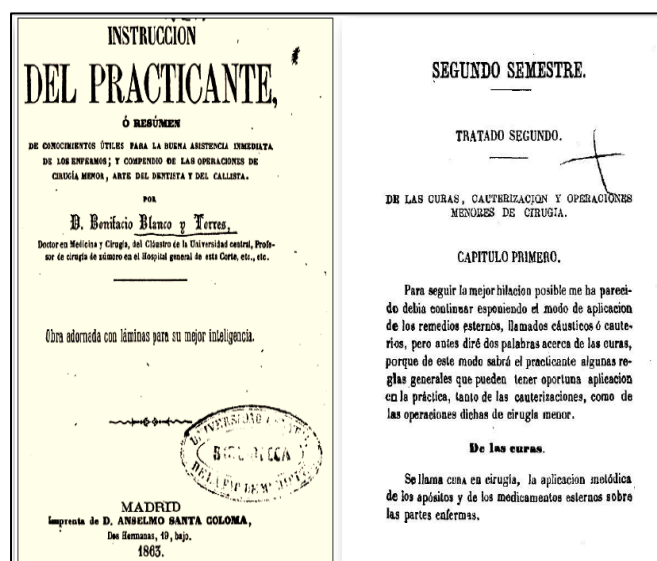 INSTRUCCION
DEL PRACTICANTE,
Ó RESÚMEN
DE CONOCIMIENTOS ÚTILES PARA LA BUENA ASISTENCIA INMEDIATA
DE LOS ENFERMOS; Y COMPENDIO DE LAS OPERACIONES DE
CIRUGÍA MENOR, ARTE DEL DENTISTA Y DEL CALLISTA.
POR
D. Bonifacio Blanco y Torres,
Doctor en Medicina y Cirugía, del Cláustro de la Universidad central, Profe-
sor de cirugía de número en el Hospital general de esta Corte, etc., etc.
Obra adornada con láminas para su mejor inteligencia.
BIBLIOTECA
MADRID
Imprenta de D. ANSELMO SANTA COLOMA,
Dos Hermanas, 19, bajo.
1863.
SEGUNDO SEMESTRE.
TRATADO SEGUNDO.
DE LAS CURAS, CAUTERIZACION Y OPERACIONES
MENORES DE CIRUGIA.
CAPITULO PRIMERO.
Para seguir la mejor hilacion posible me ha pareci-
do debia continuar esponiendo el modo de aplicacion
de los remedios esternos, llamados cáusticos ó caute-
rios, pero antes diré dos palabras acerca de las curas,
porque de este modo sabrá el practicante algunas re-
glas generales que pueden tener oportuna aplicacion
en la práctica, tanto de las cauterizaciones, como de
las operaciones dichas de cirugía menor.
De las curas.
Se llama CURA en cirugía, la aplicacion metódica
de los apósitos y de los medicamentos esternos sobre
las partes enfermas.